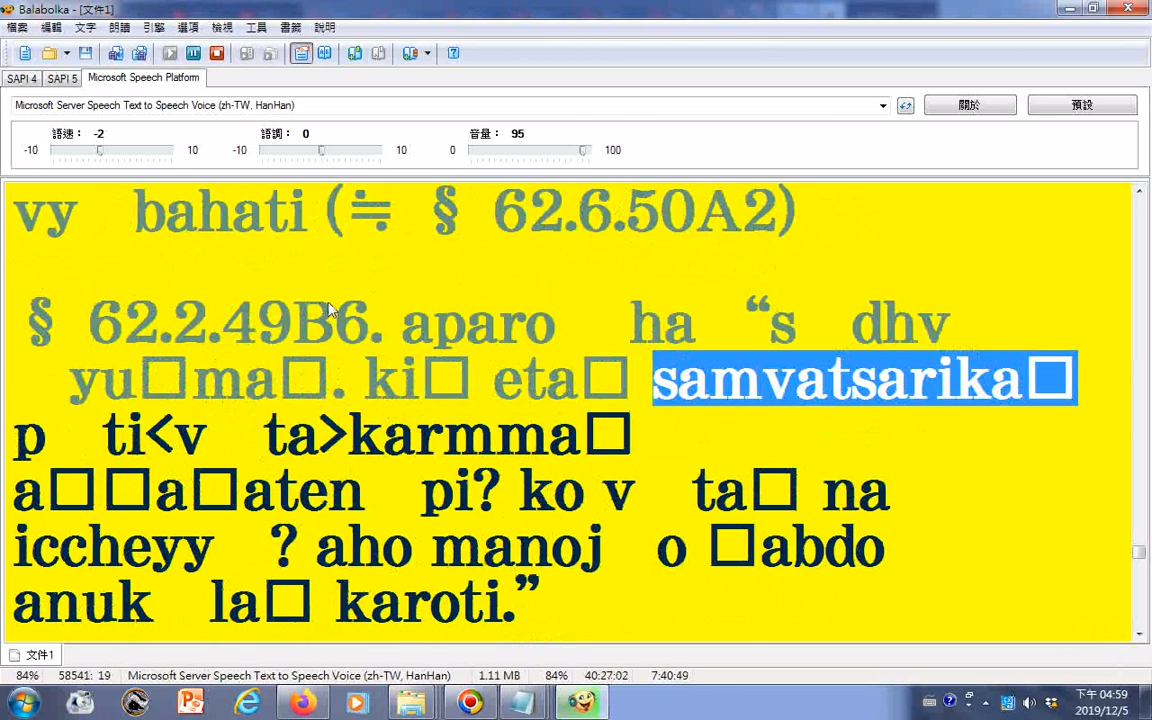 Balabolka - [文件1]
檔案 編輯 文字 朗讀 引擎 選項 檢視 工具 書籤 說明
SAPI 4 SAPI 5 Microsoft Speech Platform
Microsoft Server Speech Text to Speech Voice (zh-TW, HanHan) 關於 預設
語速： -2 語調： 0 音量： 95
-10 10 -10 10 0 100
vy bahati (≒ § 62.6.50A2)
§ 62.2.49B6. aparo ha “s dhv
yu□ma□. ki□ eta□ samvatsarika□
p ti<v ta>karmma□
a□□a□aten pi? ko v ta□ na
iccheyy ? aho manoj o □abdo
anuk la□ karoti.”
文件1
84% 58541: 19 Microsoft Server Speech Text to Speech Voice (zh-TW, HanHan) 1.11 MB 84% 40:27:02 7:40:49
下午 04:59
2019/12/5